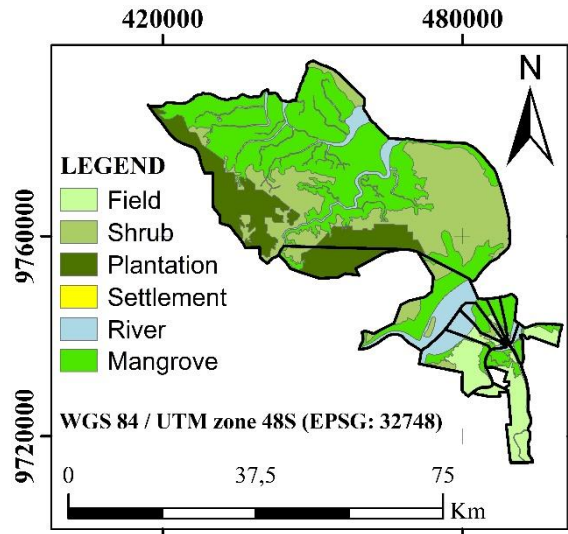 420000 480000
N
LEGEND
Field
Shrub
Plantation
Settlement
River
Mangrove
9760000
9720000
WGS 84 / UTM zone 48S (EPSG: 32748)
0 37,5 75
Km